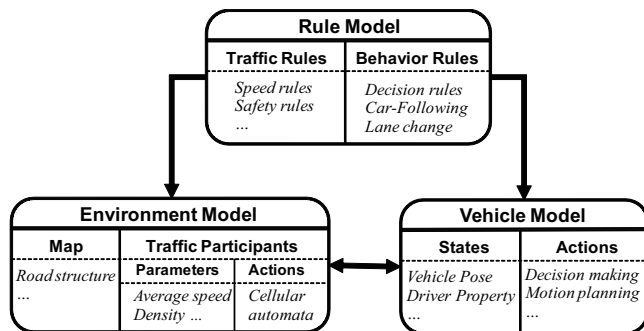 Rule Model
Traffic Rules
Behavior Rules
Speed rules
Safety rules
...
Decision rules
Car-Following
Lane change
Environment Model
Map
Road structure
...
Traffic Participants
Parameters
Average speed
Density ...
Actions
Cellular
automata
Vehicle Model
States
Vehicle Pose
Driver Property
...
Actions
Decision making
Motion planning
...